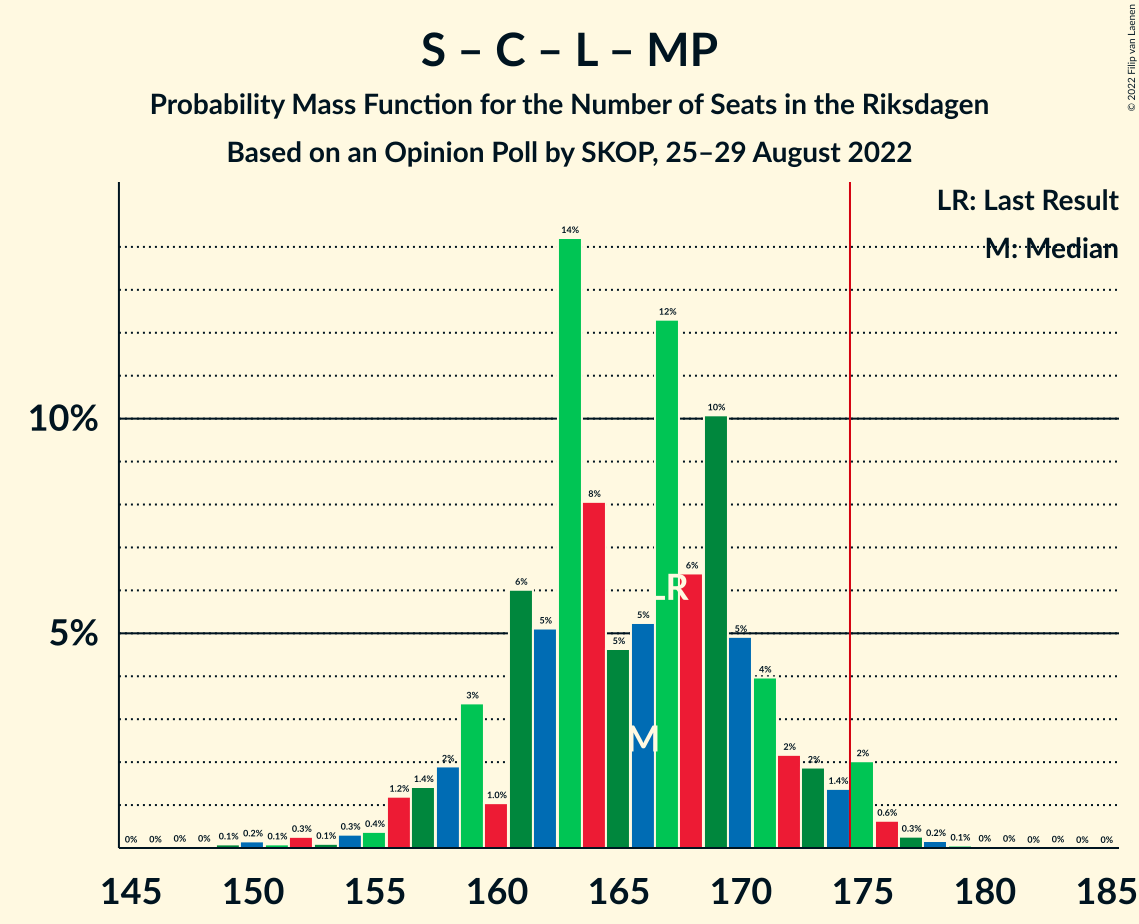 S – C – L – MP
Probability Mass Function for the Number of Seats in the Riksdagen
Based on an Opinion Poll by SKOP, 25–29 August 2022
© 2022 Filip van Laenen
LR: Last Result
M: Median
10%
5%
0% 0% 0% 0% 0.1% 0.2% 0.1% 0.3% 0.1% 0.3% 0.4% 1.2% 1.4% 2% 3% 1.0% 6% 5% 14% 8% 5% 5% 12% 6% 10% 5% 4% 2% 2% 1.4% 2% 0.6% 0.3% 0.2% 0.1% 0% 0% 0% 0% 0% 0%
LR
M
145 150 155 160 165 170 175 180 185